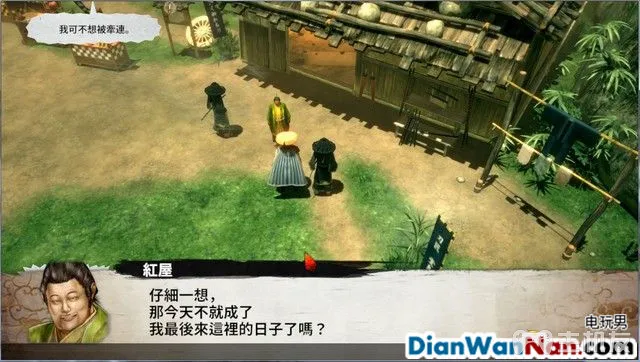 我可不想被牽連。
紅屋
仔細一想，
那今天不就成了
我最後來這裡的日子了嗎？
电玩男
DianWanNan.com